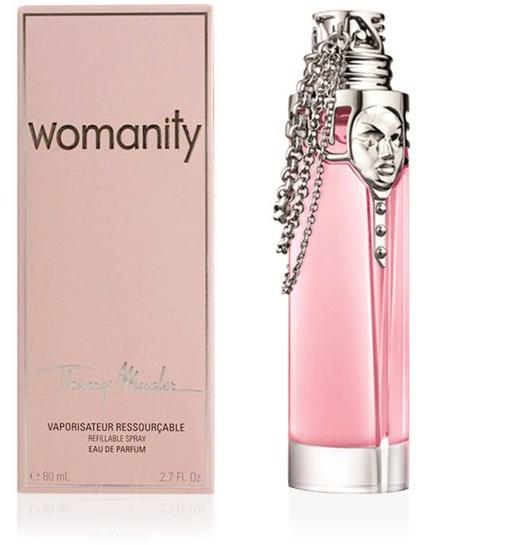 womanity
Thierry Mugler
VAPORISATEUR RESSOURÇABLE
REFILLABLE SPRAY
EAU DE PARFUM
℮ 80 mL 2.7 Fl. Oz.